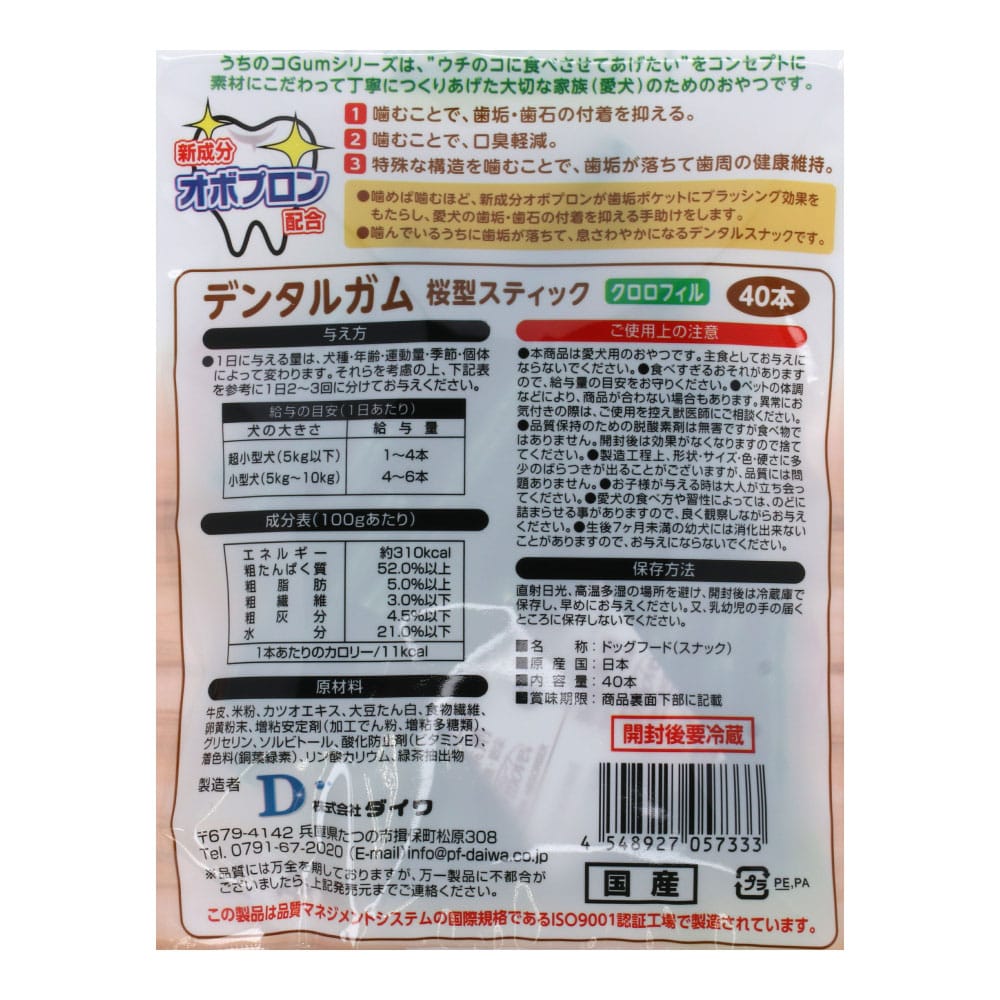 うちのコGumシリーズは、"ウチのコに食べさせてあげたい"をコンセプトに
素材にこだわって丁寧につくりあげた大切な家族(愛犬)のためのおやつです。
新成分
オボプロン
配合
1 噛むことで、歯垢・歯石の付着を抑える。
2 噛むことで、口臭軽減。
3 特殊な構造を噛むことで、歯垢が落ちて歯周の健康維持。
●噛めば噛むほど、新成分オボプロンが歯垢ポケットにブラッシング効果を
もたらし、愛犬の歯垢・歯石の付着を抑える手助けをします。
●噛んでいるうちに歯垢が落ちて、息さわやかになるデンタルスナックです。
デンタルガム 桜型スティック クロロフィル 40本
与え方
●1日に与える量は、犬種・年齢・運動量・季節・個体
によって変わります。それらを考慮の上、下記表
を参考に1日2〜3回に分けてお与えください。
給与の目安(1日あたり)
犬の大きさ 給与量
超小型犬(5kg以下) 1〜4本
小型犬(5kg〜10kg) 4〜6本
成分表(100gあたり)
エネルギー 約310kcal
粗たんぱく質 52.0%以上
粗脂肪 5.0%以上
粗繊維 3.0%以下
粗灰分 4.5%以下
水分 21.0%以下
1本あたりのカロリー/11kcal
原材料
牛皮、米粉、カツオエキス、大豆たん白、食物繊維、
卵黄粉末、増粘安定剤(加工でん粉、増粘多糖類)、
グリセリン、ソルビトール、酸化防止剤(ビタミンE)、
着色料(銅葉緑素)、リン酸カリウム、緑茶抽出物
ご使用上の注意
●本商品は愛犬用のおやつです。主食としてお与えに
ならないでください。●食べすぎるおそれがあります
ので、給与量の目安をお守りください。●ペットの体調
などにより、商品が合わない場合もあります。異常にお
気付きの際は、ご使用を控え獣医師にご相談ください。
●品質保持のための脱酸素剤は無害ですが食べ物で
はありません。開封後は効果がなくなりますので捨て
てください。●製造工程上、形状・サイズ・色・硬さに多
少のばらつきが出ることがございますが、品質には問
題ありません。●お子様が与える時は大人が立ち会っ
てください。●愛犬の食べ方や習性によっては、のどに
詰まらせる事がありますので、良く観察しながらお与え
ください。●生後7ヶ月未満の幼犬には消化出来ない
ことがありますので、お与えにならないでください。
保存方法
直射日光、高温多湿の場所を避け、開封後は冷蔵庫で
保存し、早めにお与えください。又、乳幼児の手の届く
ところに保存しないでください。
■名称:ドッグフード(スナック)
■原産国:日本
■内容量:40本
■賞味期限:商品裏面下部に記載
開封後要冷蔵
製造者 D 株式会社 ダイワ
〒679-4142 兵庫県たつの市揖保町松原308
Tel. 0791-67-2020 (E-mail)info@pf-daiwa.co.jp
※品質には万全を期しておりますが、万一製品に不都合が
ございましたら、上記発売元までご連絡ください。
4 548927 057333
国産
プラ PE,PA
この製品は品質マネジメントシステムの国際規格であるISO9001認証工場で製造されています。